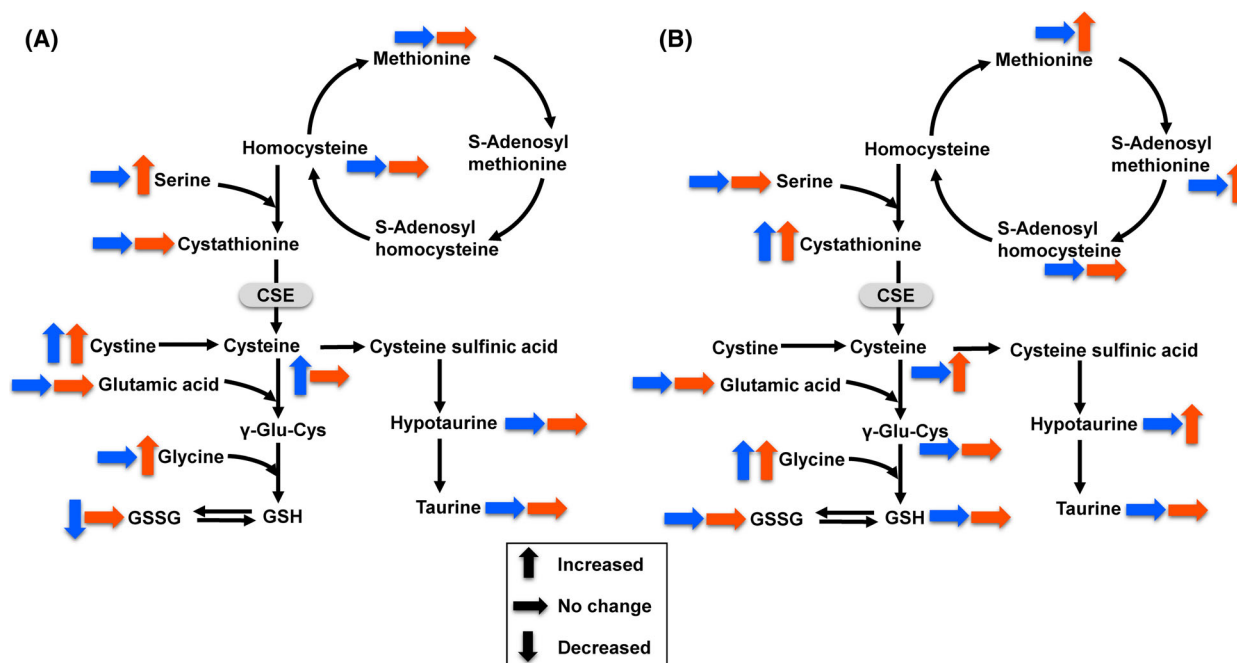 (A)
Methionine
Homocysteine
S-Adenosyl
methionine
Serine
S-Adenosyl
homocysteine
Cystathionine
CSE
Cystine
Cysteine
Cysteine sulfinic acid
Glutamic acid
γ-Glu-Cys
Hypotaurine
Glycine
GSSG
GSH
Taurine
(B)
Methionine
Homocysteine
S-Adenosyl
methionine
Serine
S-Adenosyl
homocysteine
Cystathionine
CSE
Cystine
Cysteine
Cysteine sulfinic acid
Glutamic acid
γ-Glu-Cys
Hypotaurine
Glycine
GSSG
GSH
Taurine
Increased
No change
Decreased